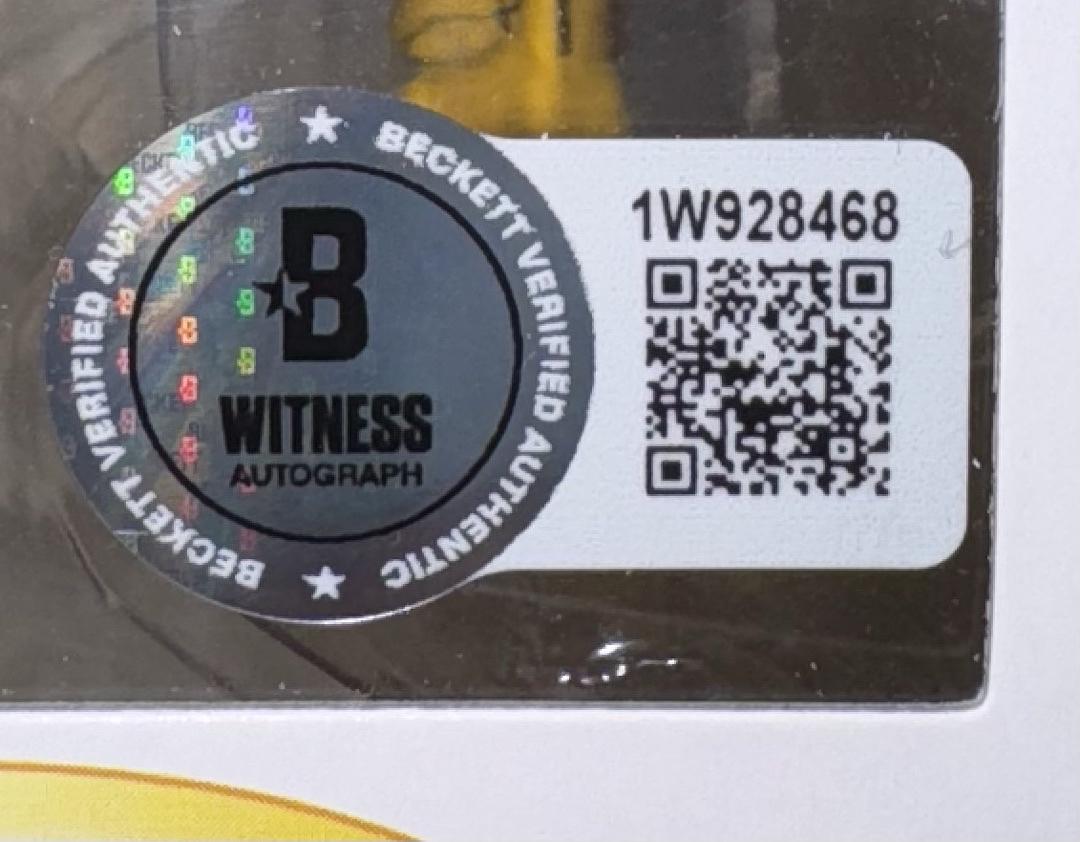 BECKETT VERIFIED AUTHENTIC
BECKETT VERIFIED AUTHENTIC
B
WITNESS
AUTOGRAPH
1W928468